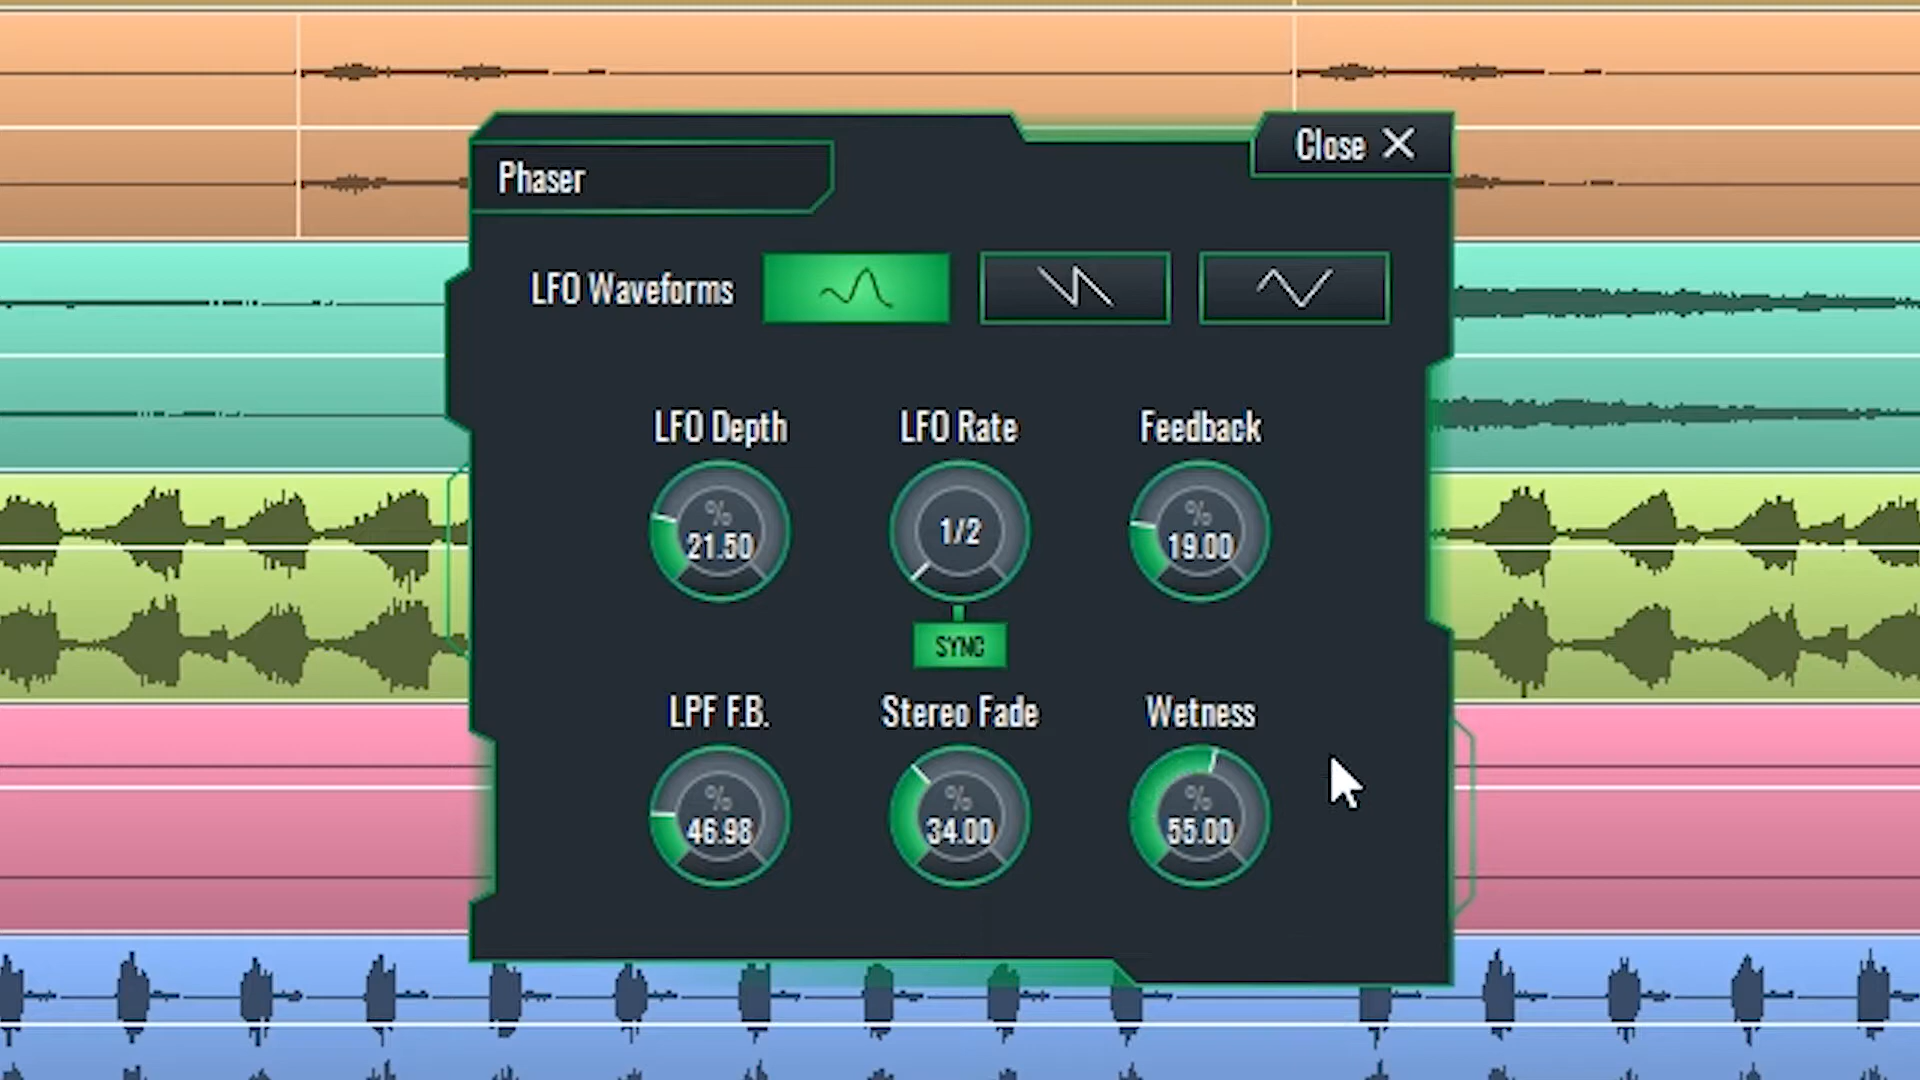 Close
Phaser
LFO Waveforms
LFO Depth
LFO Rate
Feedback
%
21.50
1/2
%
19.00
SYNC
LPF F.B.
Stereo Fade
Wetness
%
46.98
%
34.00
%
55.00